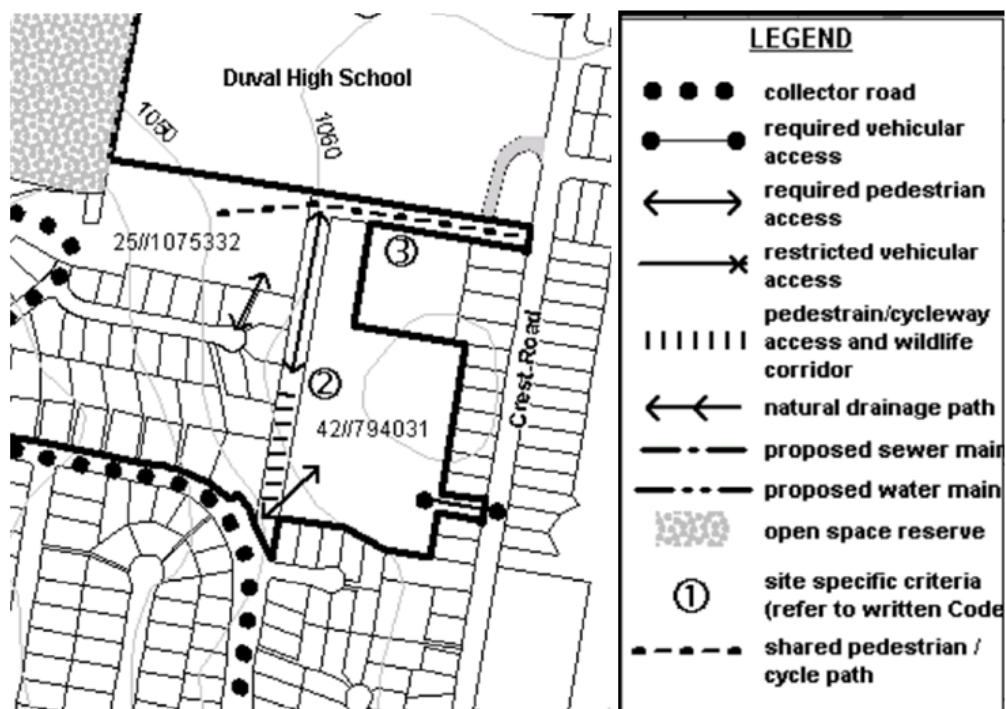 Duval High School
1050
1060
25//1075332
③
②
42//794031
Crest Road
LEGEND
collector road
required vehicular
access
required pedestrian
access
restricted vehicular
access
pedestrain/cycleway
access and wildlife
corridor
natural drainage path
proposed sewer main
proposed water main
open space reserve
①
site specific criteria
(refer to written Code
shared pedestrian /
cycle path